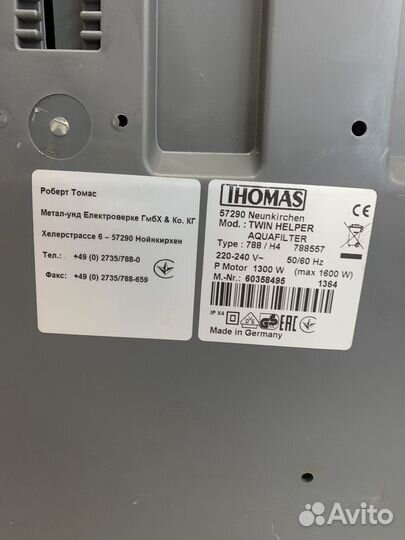 Роберт Томас
Метал-унд Електроверке ГмбХ & Ко. КГ
Хелерстрассе 6 – 57290 Нойнкирхен
Тел.: +49 (0) 2735/788-0
Факс: +49 (0) 2735/788-659
THOMAS
57290 Neunkirchen
Mod. : TWIN HELPER
AQUAFILTER
Type : 788 / H4 788557
220-240 V~ 50/60 Hz
P Motor 1300 W (max 1600 W)
M.-Nr.: 60358495 1364
IP X4 GS EAC
Made in Germany
Avito